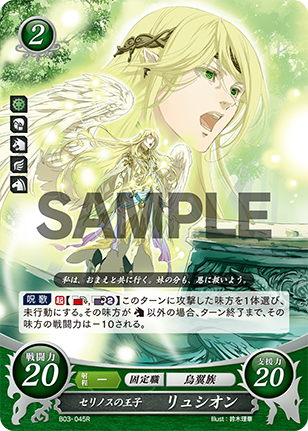 2
SAMPLE
私は、おまえと共に行く。妹の分も、悪に抗いよう。
呪歌 起 【 、 2】このターンに攻撃した味方を1体選び、
未行動にする。その味方が 以外の場合、ターン終了まで、その
味方の戦闘力は－10される。
戦闘力
20
射程
－
固定職
鳥翼族
支援力
20
セリノスの王子
リュシオン
B03-045R
Illust：鈴木理華